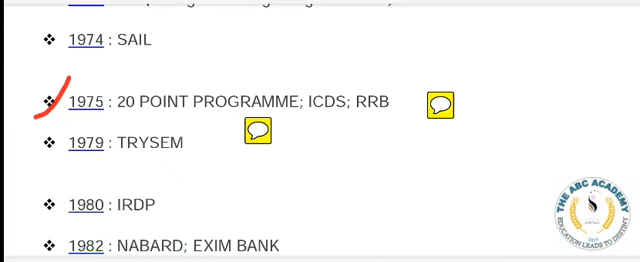 ❖ 1974 : SAIL
❖ 1975 : 20 POINT PROGRAMME; ICDS; RRB
❖ 1979 : TRYSEM
❖ 1980 : IRDP
❖ 1982 : NABARD; EXIM BANK
THE ABC ACADEMY
EDUCATION LEADS TO DESTINY